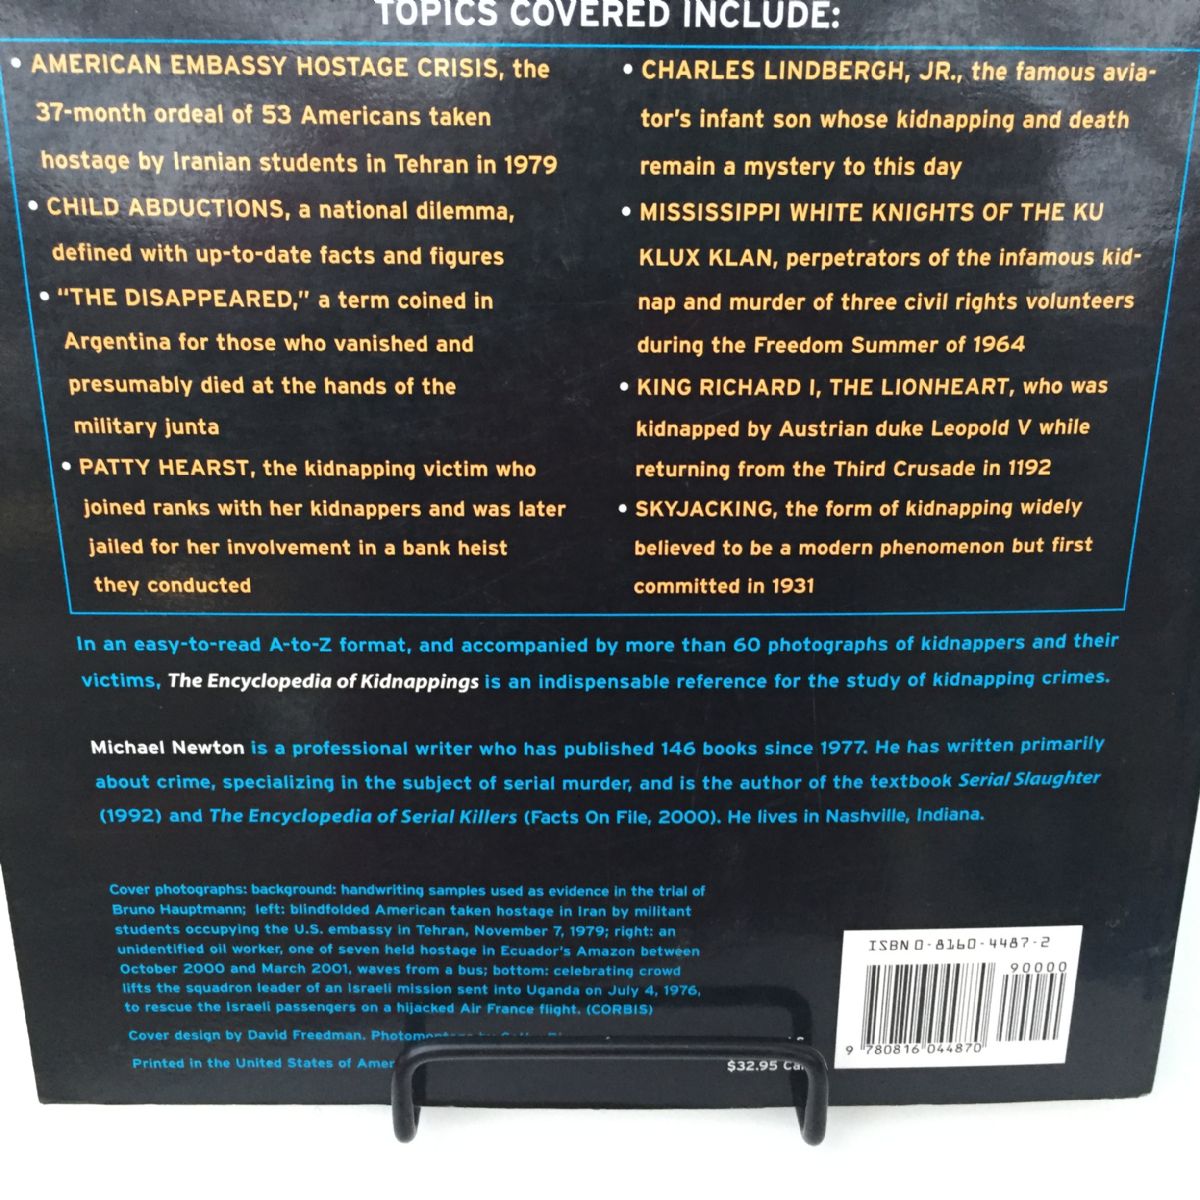 TOPICS COVERED INCLUDE:
• AMERICAN EMBASSY HOSTAGE CRISIS, the
37-month ordeal of 53 Americans taken
hostage by Iranian students in Tehran in 1979
• CHILD ABDUCTIONS, a national dilemma,
defined with up-to-date facts and figures
• “THE DISAPPEARED,” a term coined in
Argentina for those who vanished and
presumably died at the hands of the
military junta
• PATTY HEARST, the kidnapping victim who
joined ranks with her kidnappers and was later
jailed for her involvement in a bank heist
they conducted
• CHARLES LINDBERGH, JR., the famous avia-
tor's infant son whose kidnapping and death
remain a mystery to this day
• MISSISSIPPI WHITE KNIGHTS OF THE KU
KLUX KLAN, perpetrators of the infamous kid-
nap and murder of three civil rights volunteers
during the Freedom Summer of 1964
• KING RICHARD I, THE LIONHEART, who was
kidnapped by Austrian duke Leopold V while
returning from the Third Crusade in 1192
• SKYJACKING, the form of kidnapping widely
believed to be a modern phenomenon but first
committed in 1931
In an easy-to-read A-to-Z format, and accompanied by more than 60 photographs of kidnappers and their
victims, The Encyclopedia of Kidnappings is an indispensable reference for the study of kidnapping crimes.
Michael Newton is a professional writer who has published 146 books since 1977. He has written primarily
about crime, specializing in the subject of serial murder, and is the author of the textbook Serial Slaughter
(1992) and The Encyclopedia of Serial Killers (Facts On File, 2000). He lives in Nashville, Indiana.
Cover photographs: background: handwriting samples used as evidence in the trial of
Bruno Hauptmann; left: blindfolded American taken hostage in Iran by militant
students occupying the U.S. embassy in Tehran, November 7, 1979; right: an
unidentified oil worker, one of seven held hostage in Ecuador's Amazon between
October 2000 and March 2001, waves from a bus; bottom: celebrating crowd
lifts the squadron leader of an Israeli mission sent into Uganda on July 4, 1976,
to rescue the Israeli passengers on a hijacked Air France flight. (CORBIS)
Cover design by David Freedman.
Printed in the United States of
$32.95
ISBN 0-8160-4487-2
90000
9 780816 044870